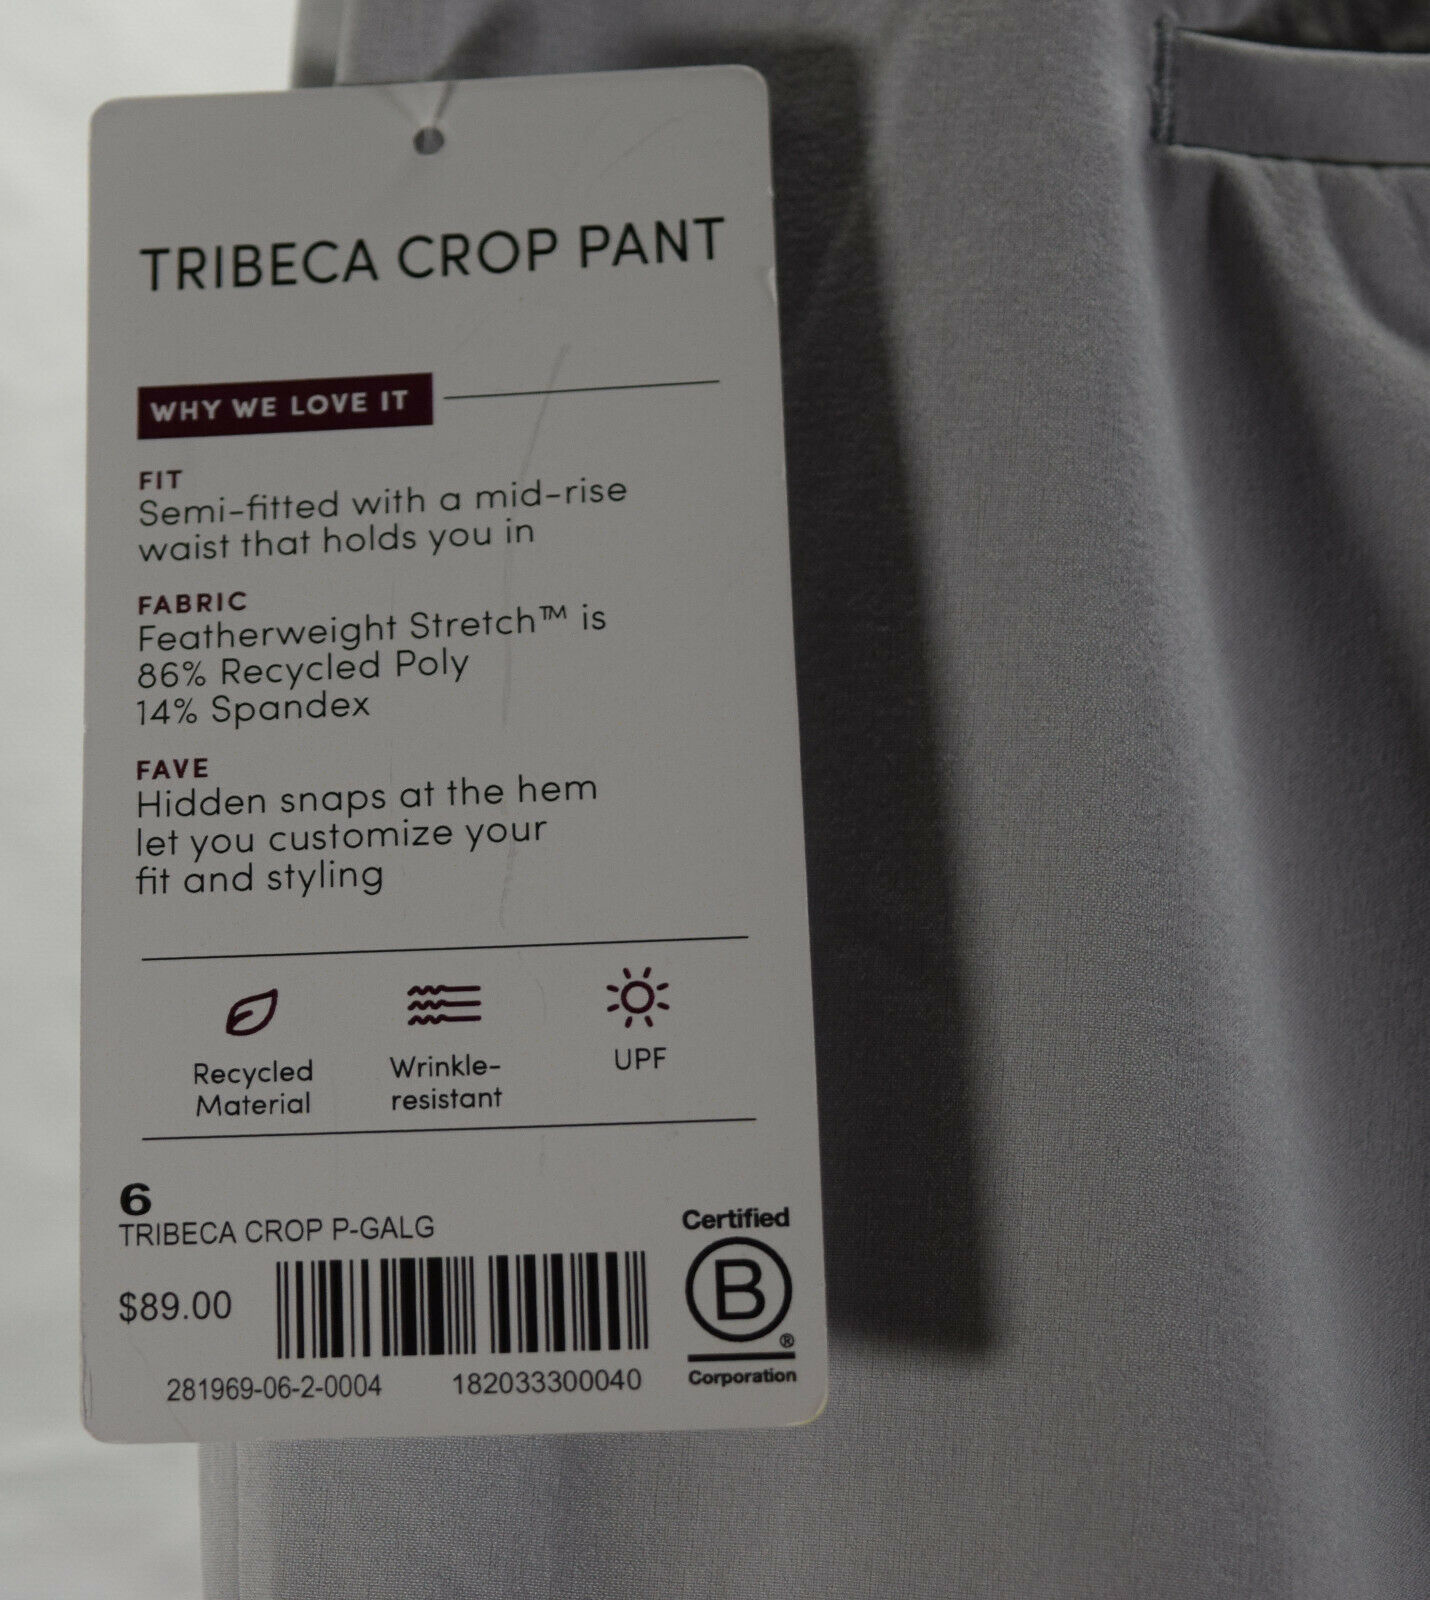 TRIBECA CROP PANT
WHY WE LOVE IT
FIT
Semi-fitted with a mid-rise
waist that holds you in
FABRIC
Featherweight Stretch™ is
86% Recycled Poly
14% Spandex
FAVE
Hidden snaps at the hem
let you customize your
fit and styling
Recycled
Material
Wrinkle-
resistant
UPF
6
TRIBECA CROP P-GALG
$89.00
281969-06-2-0004
182033300040
Certified
B
®
Corporation